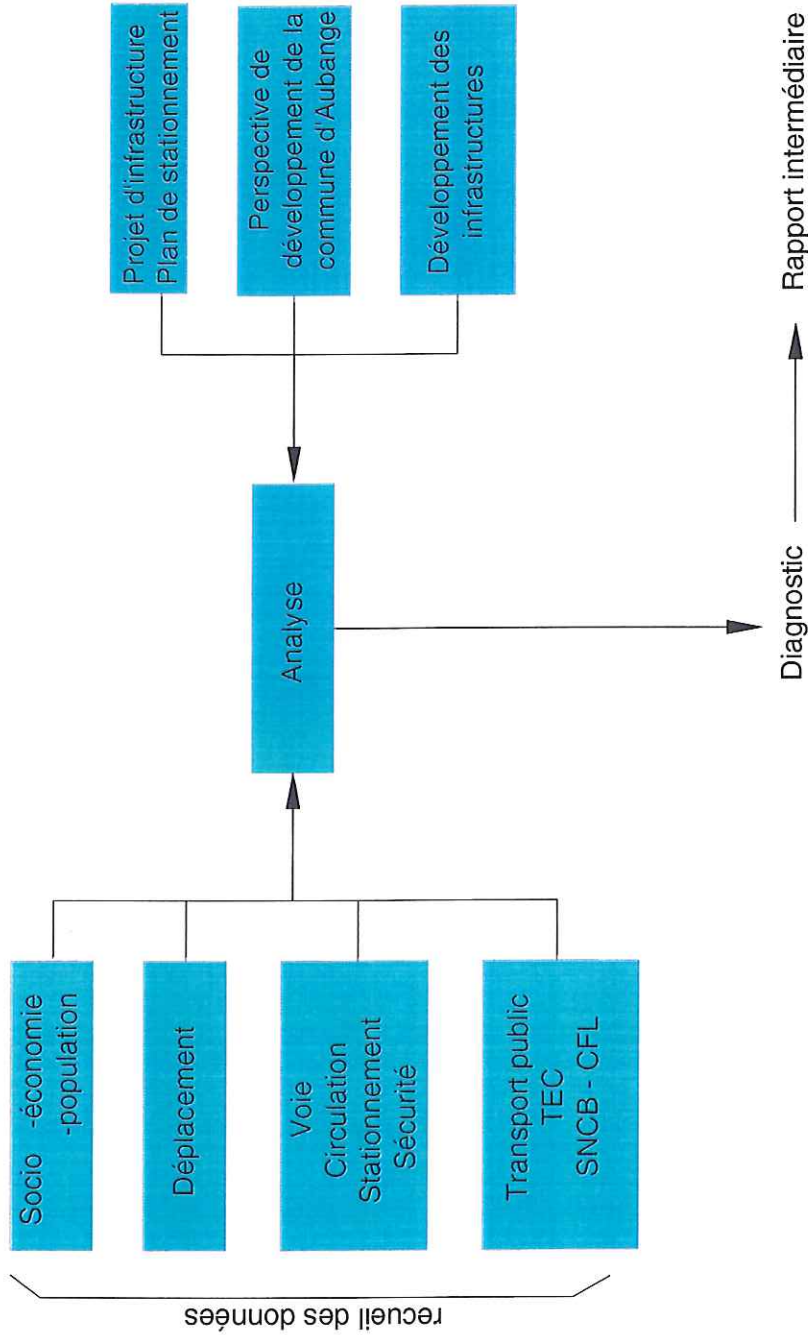 recueil des données
Socio -économie
-population
Déplacement
Voie
Circulation
Stationnement
Sécurité
Transport public
TEC
SNCB - CFL
Analyse
Projet d'infrastructure
Plan de stationnement
Perspective de
développement de la
commune d'Aubange
Développement des
infrastructures
Diagnostic
Rapport intermédiaire